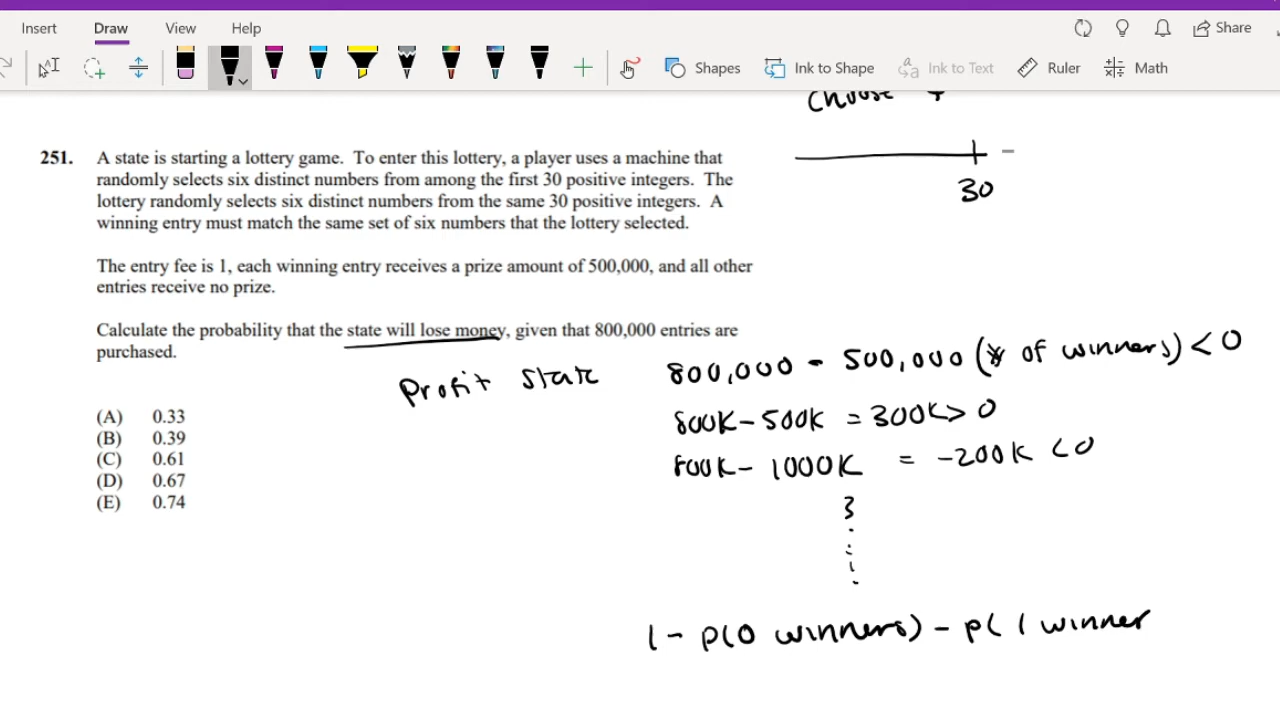 Insert Draw View Help Share
Shapes Ink to Shape Ink to Text Ruler Math
choose
30
251. A state is starting a lottery game. To enter this lottery, a player uses a machine that
randomly selects six distinct numbers from among the first 30 positive integers. The
lottery randomly selects six distinct numbers from the same 30 positive integers. A
winning entry must match the same set of six numbers that the lottery selected.
The entry fee is 1, each winning entry receives a prize amount of 500,000, and all other
entries receive no prize.
Calculate the probability that the state will lose money, given that 800,000 entries are
purchased.
Profit State 800,000 - 500,000 (# of winners) < 0
800K - 500K = 300K > 0
800K - 1000K = -200K < 0
3
(A) 0.33
(B) 0.39
(C) 0.61
(D) 0.67
(E) 0.74
1 - P(0 winners) - P( 1 winner